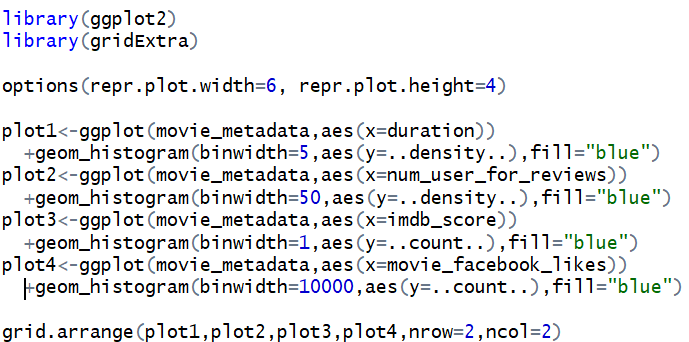 library(ggplot2)
library(gridExtra)
options(repr.plot.width=6, repr.plot.height=4)
plot1<-ggplot(movie_metadata,aes(x=duration))
+geom_histogram(binwidth=5,aes(y=..density..),fill="blue")
plot2<-ggplot(movie_metadata,aes(x=num_user_for_reviews))
+geom_histogram(binwidth=50,aes(y=..density..),fill="blue")
plot3<-ggplot(movie_metadata,aes(x=imdb_score))
+geom_histogram(binwidth=1,aes(y=..count..),fill="blue")
plot4<-ggplot(movie_metadata,aes(x=movie_facebook_likes))
+geom_histogram(binwidth=10000,aes(y=..count..),fill="blue")
grid.arrange(plot1,plot2,plot3,plot4,nrow=2,ncol=2)